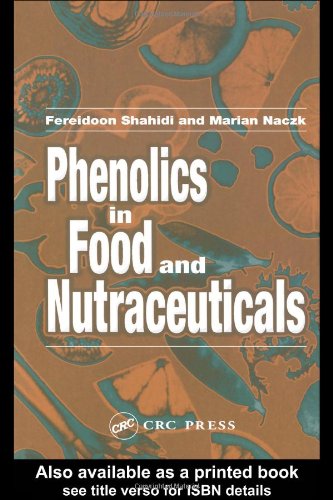 Fereidoon Shahidi and Marian Naczk
Phenolics
in
Food and
Nutraceuticals
CRC
CRC PRESS
Also available as a printed book
see title verso for ISBN details